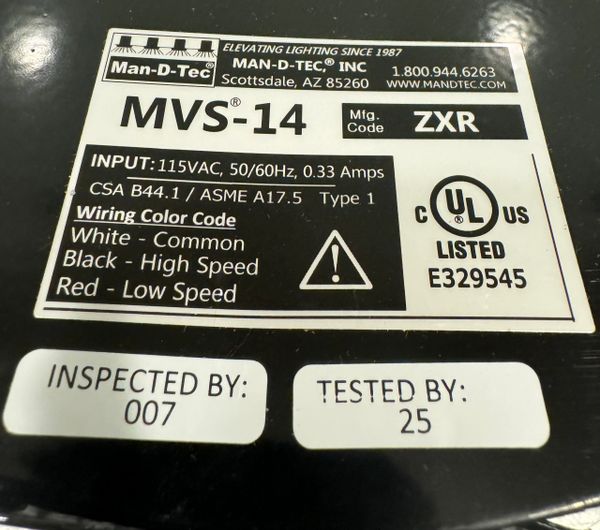 Man-D-Tec®
ELEVATING LIGHTING SINCE 1987
MAN-D-TEC,® INC 1.800.944.6263
Scottsdale, AZ 85260 WWW.MANDTEC.COM
MVS®-14 Mfg. Code ZXR
INPUT: 115VAC, 50/60Hz, 0.33 Amps
CSA B44.1 / ASME A17.5 Type 1
Wiring Color Code
White - Common
Black - High Speed
Red - Low Speed
!
C UL® US
LISTED
E329545
INSPECTED BY:
007
TESTED BY:
25